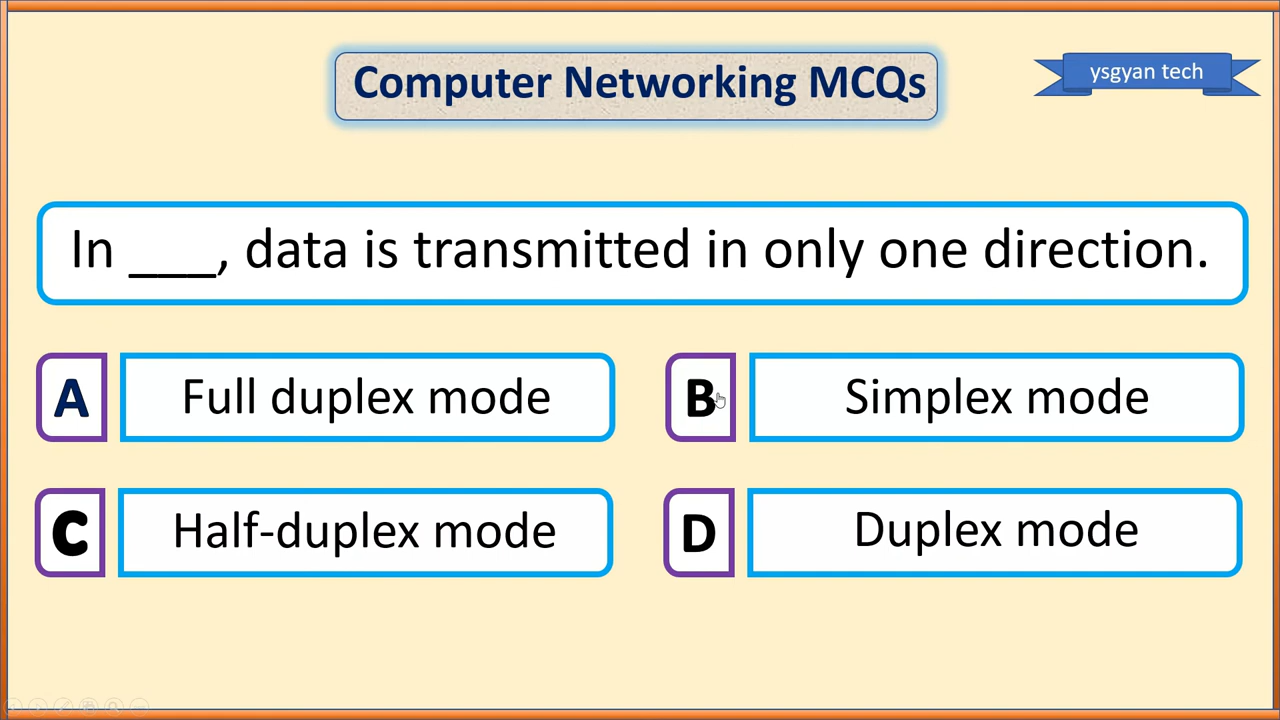 Computer Networking MCQs
ysgyan tech
In ___, data is transmitted in only one direction.
A Full duplex mode
B Simplex mode
C Half-duplex mode
D Duplex mode